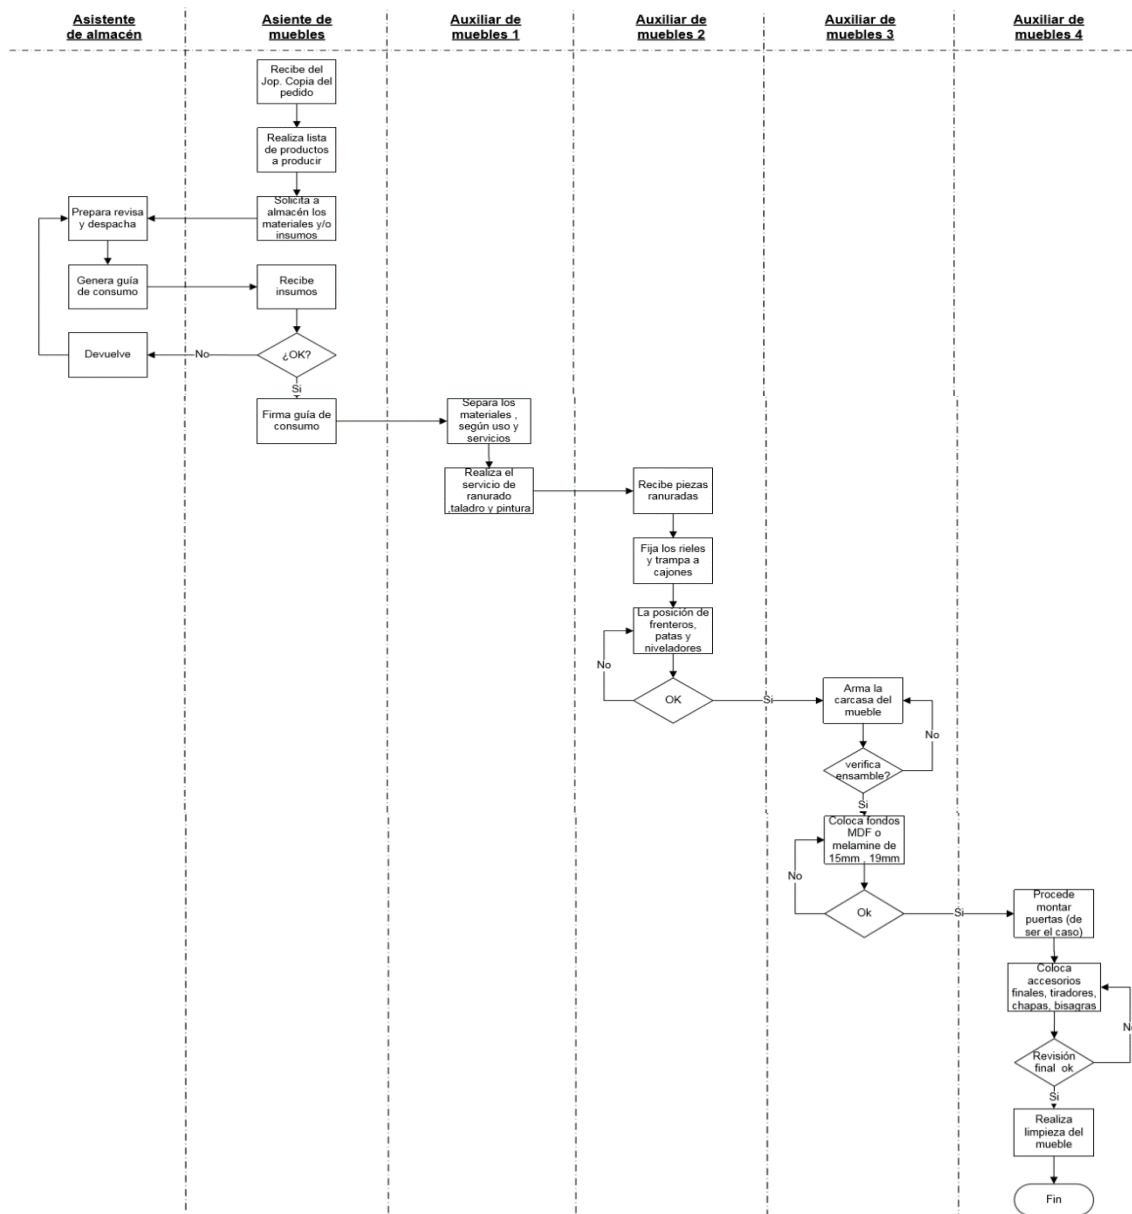 Asistente
de almacén
Asiente de
muebles
Auxiliar de
muebles 1
Auxiliar de
muebles 2
Auxiliar de
muebles 3
Auxiliar de
muebles 4
Recibe del
Jop. Copia del
pedido
Realiza lista
de productos
a producir
Prepara revisa
y despacha
Solicita a
almacén los
materiales y/o
insumos
Genera guía
de consumo
Recibe
insumos
Devuelve
No
¿OK?
Si
Firma guía de
consumo
Separa los
materiales ,
según uso y
servicios
Realiza el
servicio de
ranurado
,taladro y pintura
Recibe piezas
ranuradas
Fija los rieles
y trampa a
cajones
La posición de
frenteros,
patas y
niveladores
No
OK
Si
Arma la
carcasa del
mueble
No
verifica
ensamble?
Si
Coloca fondos
MDF o
melamine de
15mm , 19mm
No
Ok
Si
Procede
montar
puertas (de
ser el caso)
Coloca
accesorios
finales, tiradores,
chapas, bisagras
No
Revisión
final ok
Si
Realiza
limpieza del
mueble
Fin